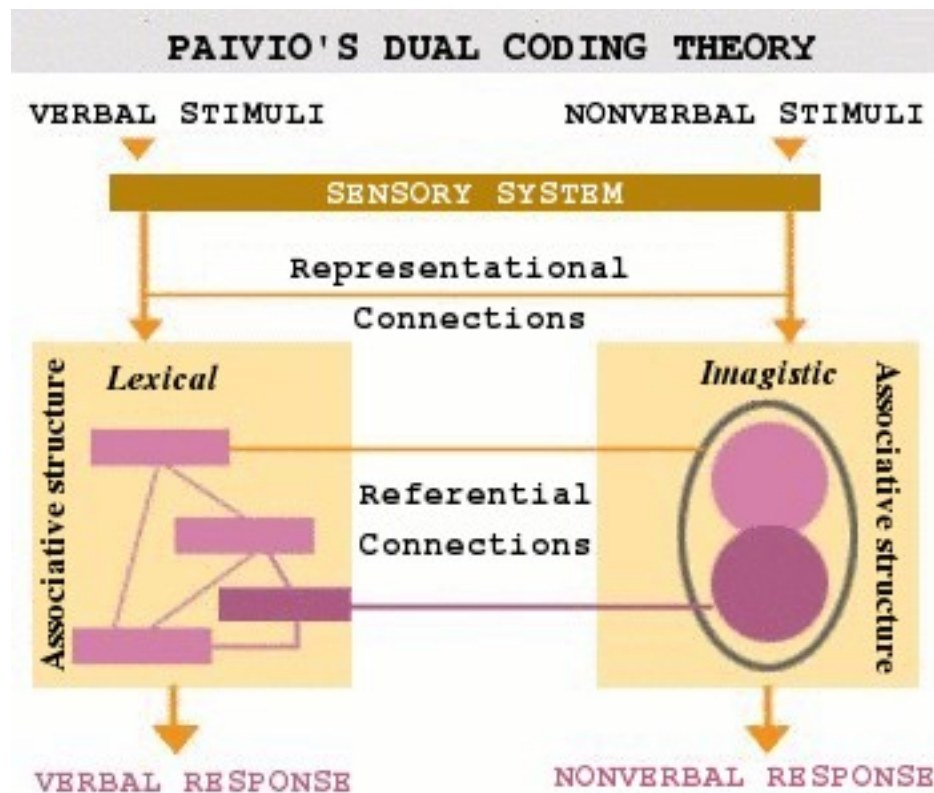 PAIVIO'S DUAL CODING THEORY
VERBAL STIMULI
NONVERBAL STIMULI
SENSORY SYSTEM
Representational
Connections
Associative structure
Lexical
Imagistic
Associative structure
Referential
Connections
VERBAL RESPONSE
NONVERBAL RESPONSE